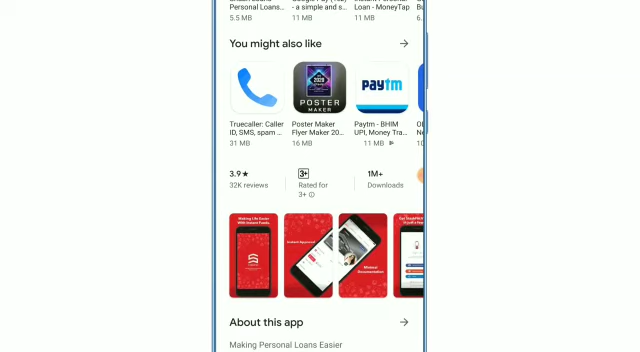 Personal Loans...
- a simple and s...
Loan - MoneyTap
5.5 MB
11 MB
11 MB
6.
You might also like
2020
POSTER
MAKER
paytm
Truecaller: Caller
ID, SMS, spam ...
31 MB
Poster Maker
Flyer Maker 20...
16 MB
Paytm - BHIM
UPI, Money Tra...
11 MB
3.9★
32K reviews
3+
Rated for
3+
1M+
Downloads
Making Life Easier
With Instant Funds.
Instant Approval
Minimal
Documentation
About this app
Making Personal Loans Easier